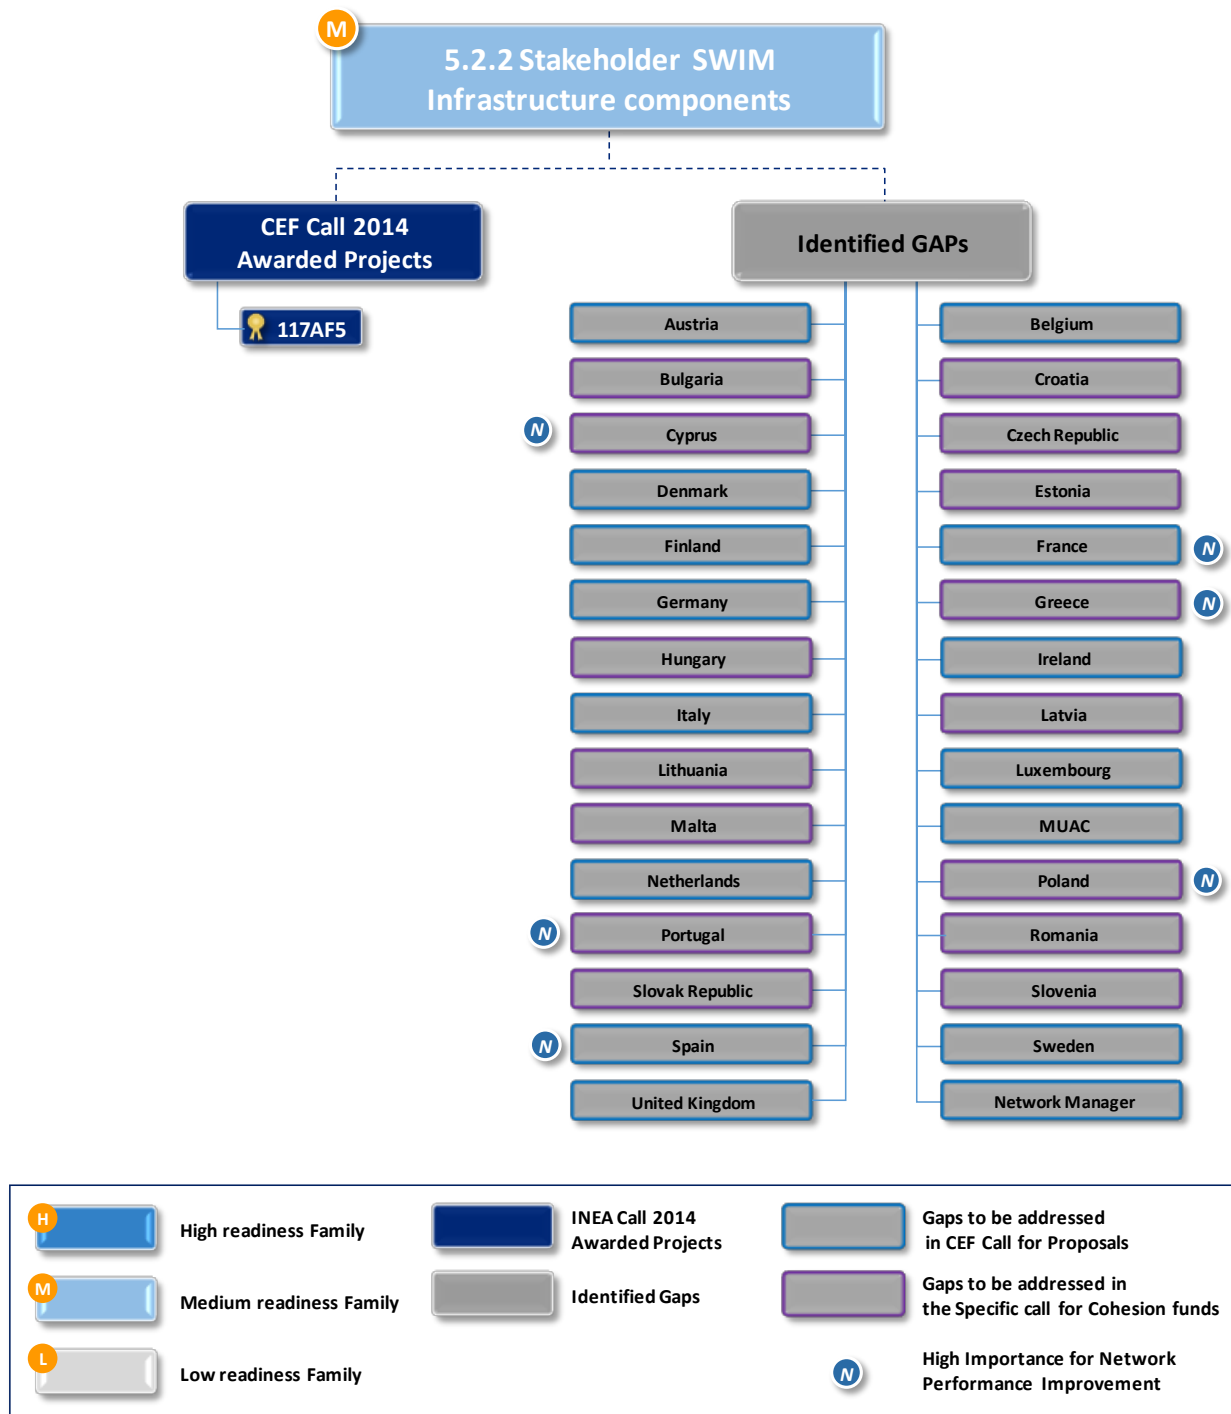 M
5.2.2 Stakeholder SWIM
Infrastructure components
CEF Call 2014
Awarded Projects
Identified GAPs
117AF5
Austria
Belgium
Bulgaria
Croatia
N
Cyprus
Czech Republic
Denmark
Estonia
Finland
France
N
Germany
Greece
N
Hungary
Ireland
Italy
Latvia
Lithuania
Luxembourg
Malta
MUAC
Netherlands
Poland
N
N
Portugal
Romania
Slovak Republic
Slovenia
N
Spain
Sweden
United Kingdom
Network Manager
H
High readiness Family
INEA Call 2014
Awarded Projects
Gaps to be addressed
in CEF Call for Proposals
M
Medium readiness Family
Identified Gaps
Gaps to be addressed in
the Specific call for Cohesion funds
L
Low readiness Family
N
High Importance for Network
Performance Improvement